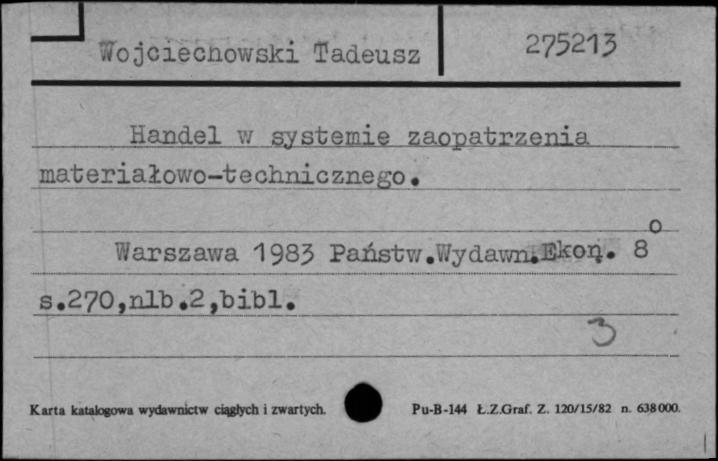 Wojciechowski Tadeusz 275213
Handel w systemie zaopatrzenia
materiałowo-technicznego.
Warszawa 1983 Państw.Wydawn.Ekon. 8o
s.270,nlb.2,bibl.
3
Karta katalogowa wydawnictw ciągłych i zwartych. Pu-B-144 Ł.Z.Graf. Z. 120/15/82 n. 638000.